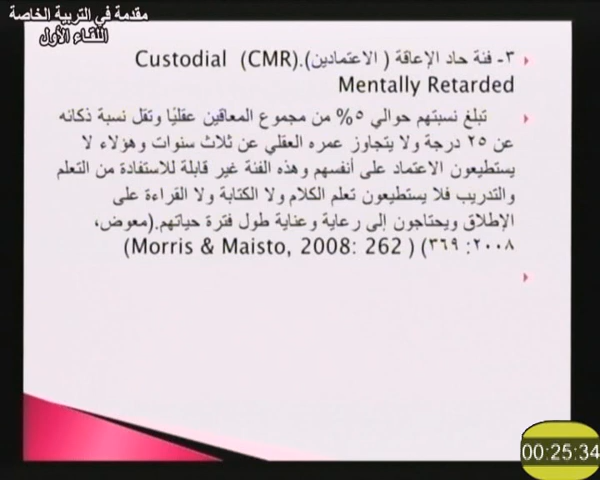 مقدمة في التربية الخاصة
اللقاء الأول
٣- فئة حاد الإعاقة ( الاعتمادين).(CMR) Custodial
Mentally Retarded
تبلغ نسبتهم حوالي ٥% من مجموع المعاقين عقليًا وتقل نسبة ذكائه
عن ٢٥ درجة ولا يتجاوز عمره العقلي عن ثلاث سنوات وهؤلاء لا
يستطيعون الاعتماد على أنفسهم وهذه الفئة غير قابلة للاستفادة من التعلم
والتدريب فلا يستطيعون تعلم الكلام ولا الكتابة ولا القراءة على
الإطلاق ويحتاجون إلى رعاية وعناية طول فترة حياتهم.(معوض،
٢٠٠٨: ٣٦٩) ( Morris & Maisto, 2008: 262)
00:25:34